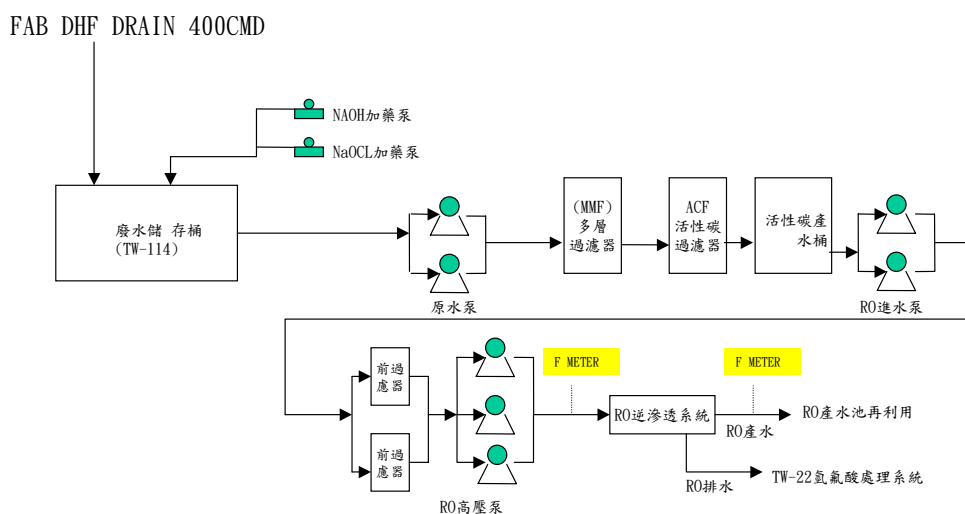 FAB DHF DRAIN 400CMD
NAOH加藥泵
NaOCL加藥泵
廢水儲 存桶
(TW-114)
原水泵
(MMF)
多層
過濾器
ACF
活性碳
過濾器
活性碳產
水桶
RO進水泵
前過
處器
前過
處器
RO高壓泵
F METER
F METER
RO逆滲透系統
RO產水
RO產水池再利用
RO排水
TW-22氫氟酸處理系統